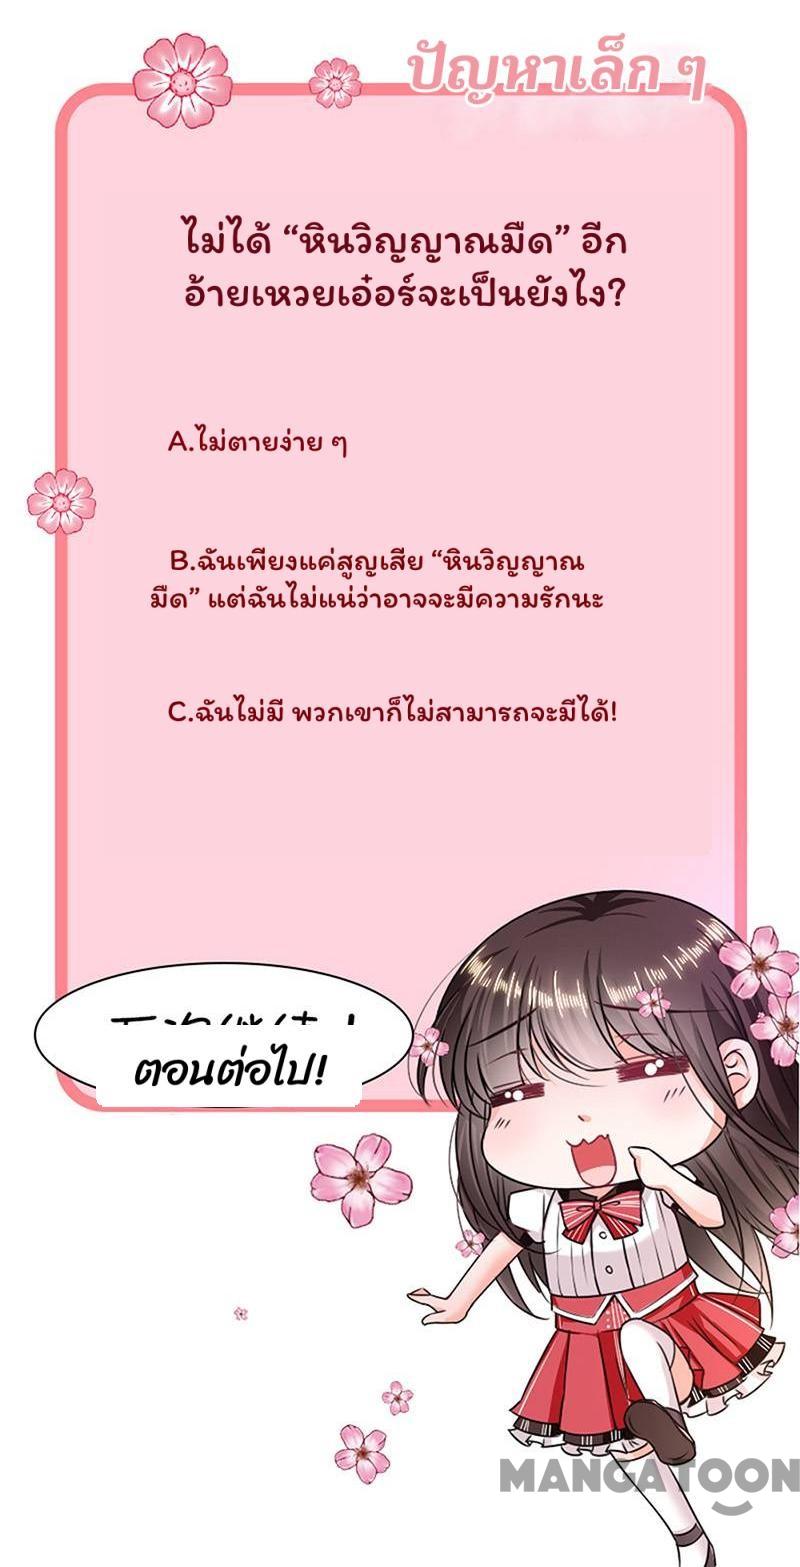 ปัญหาเล็ก ๆ
ไม่ได้ “หินวิญญาณมืด” อีก
อ้ายเหวยเอ๋อร์จะเป็นยังไง?
A.ไม่ตายง่าย ๆ
B.ฉันเพียงแค่สูญเสีย “หินวิญญาณ
มืด” แต่ฉันไม่แน่ว่าอาจจะมีความรักนะ
C.ฉันไม่มี พวกเขาก็ไม่สามารถจะมีได้!
ตอนต่อไป!
MANGATOON